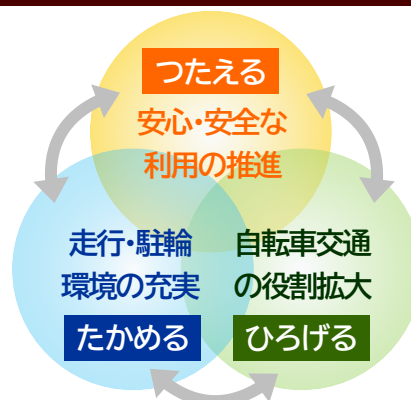 つたえる
安心・安全な
利用の推進
走行・駐輪
環境の充実
たかめる
自転車交通
の役割拡大
ひろげる